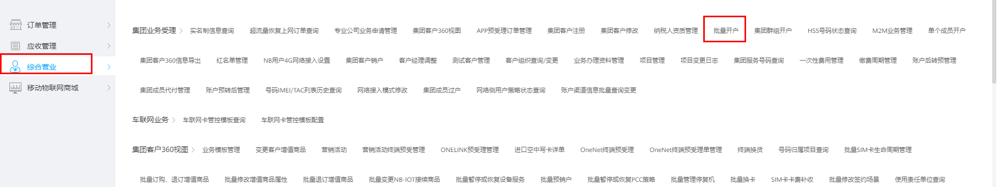 订单管理
应收管理
综合营业
移动物联网商城
集团业务受理 实名制信息查询 超流量恢复上网订单查询 专业公司业务申请管理 集团客户360视图 APP预受理订单管理 集团客户注册 集团客户修改 纳税人资质管理 批量开户 集团群组开户 HSS号码状态查询 M2M业务管理 单个成员开户
集团客户360信息导出 红名单管理 NB用户4G网络接入设置 集团客户销户 客户经理调整 测试客户管理 客户组织查询/变更 业务办理资料管理 项目管理 项目变更日志 集团服务号码查询 一次性费用管理 缴费周期管理 账户后转预管理
集团成员代付管理 账户预转后管理 号码IMEI/TAC列表历史查询 网络接入模式修改 集团成员过户 网络侧用户策略状态查询 账户渠道信息批量查询变更
车联网业务 车联网卡管控模板查询 车联网卡管控模板配置
集团客户360视图 业务模板管理 变更客户增值商品 营销活动 营销活动终端预受管理 ONELINK预受理管理 进口空中写卡详单 OneNet终端预受理 OneNet终端预受理单管理 终端换货 号码归属项目查询 批量SIM卡生命周期管理
批量订购、退订增值商品 批量修改增值商品属性 批量退订增值商品 批量变更NB-IOT接续商品 批量暂停或恢复设备服务 批量预销户 批量暂停或恢复PCC策略 批量管理停复机 批量换卡 SIM卡卡费补收 批量修改签约场景 使用责任单位查询